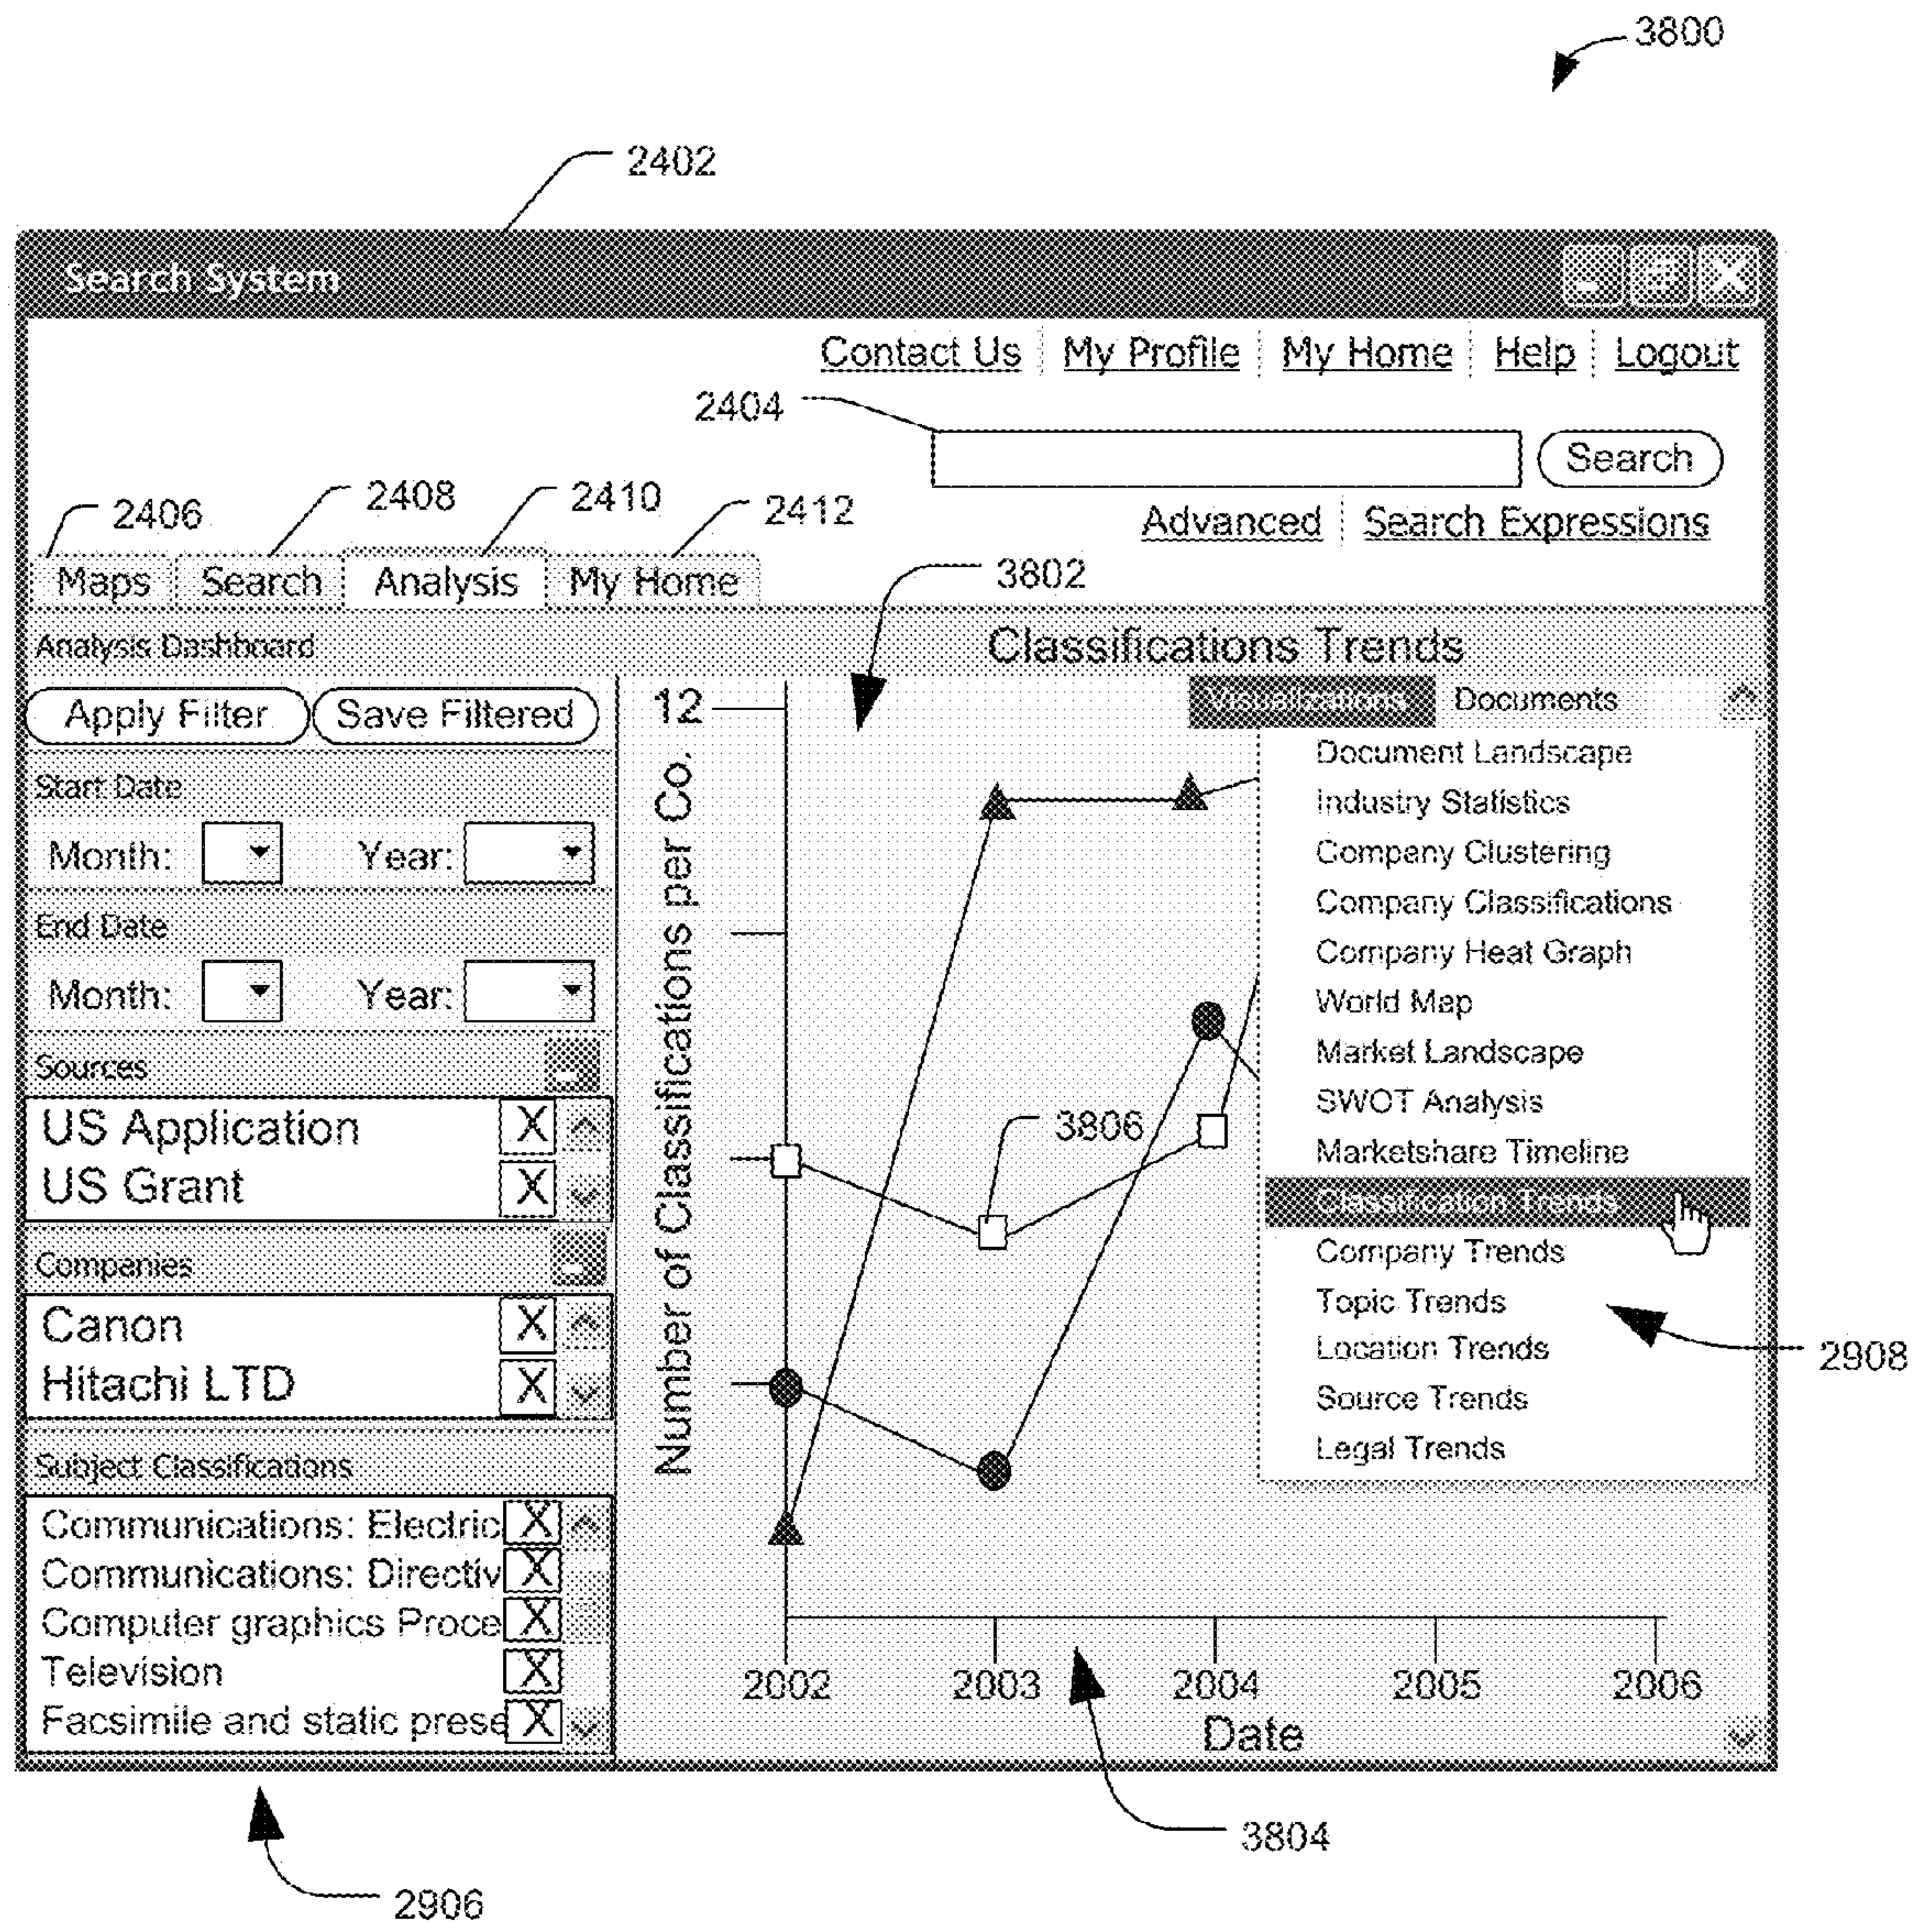 3800
2402
Search System
Contact Us My Profile My Home Help Logout
2404
Search
2406 2408 2410 2412
Advanced Search Expressions
Maps Search Analysis My Home
3802
Analysis Dashboard
Classifications Trends
Apply Filter Save Filtered
Visualizations Documents
12
Number of Classifications per Co.
Start Date
Month: Year:
End Date
Month: Year:
Sources
US Application X
US Grant X
Companies
Canon X
Hitachi LTD X
Subject Classifications
Communications: Electric X
Communications: Directiv X
Computer graphics Proce X
Television X
Facsimile and static prese X
Document Landscape
Industry Statistics
Company Clustering
Company Classifications
Company Heat Graph
World Map
Market Landscape
SWOT Analysis
Marketshare Timeline
Classification Trends
Company Trends
Topic Trends
Location Trends
Source Trends
Legal Trends
3806
2908
2002 2003 2004 2005 2006
Date
3804
2906